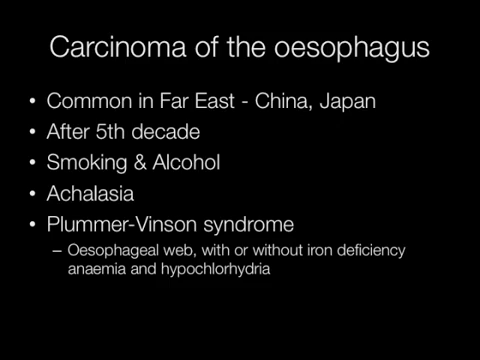 Carcinoma of the oesophagus
• Common in Far East - China, Japan
• After 5th decade
• Smoking & Alcohol
• Achalasia
• Plummer-Vinson syndrome
– Oesophageal web, with or without iron deficiency
anaemia and hypochlorhydria